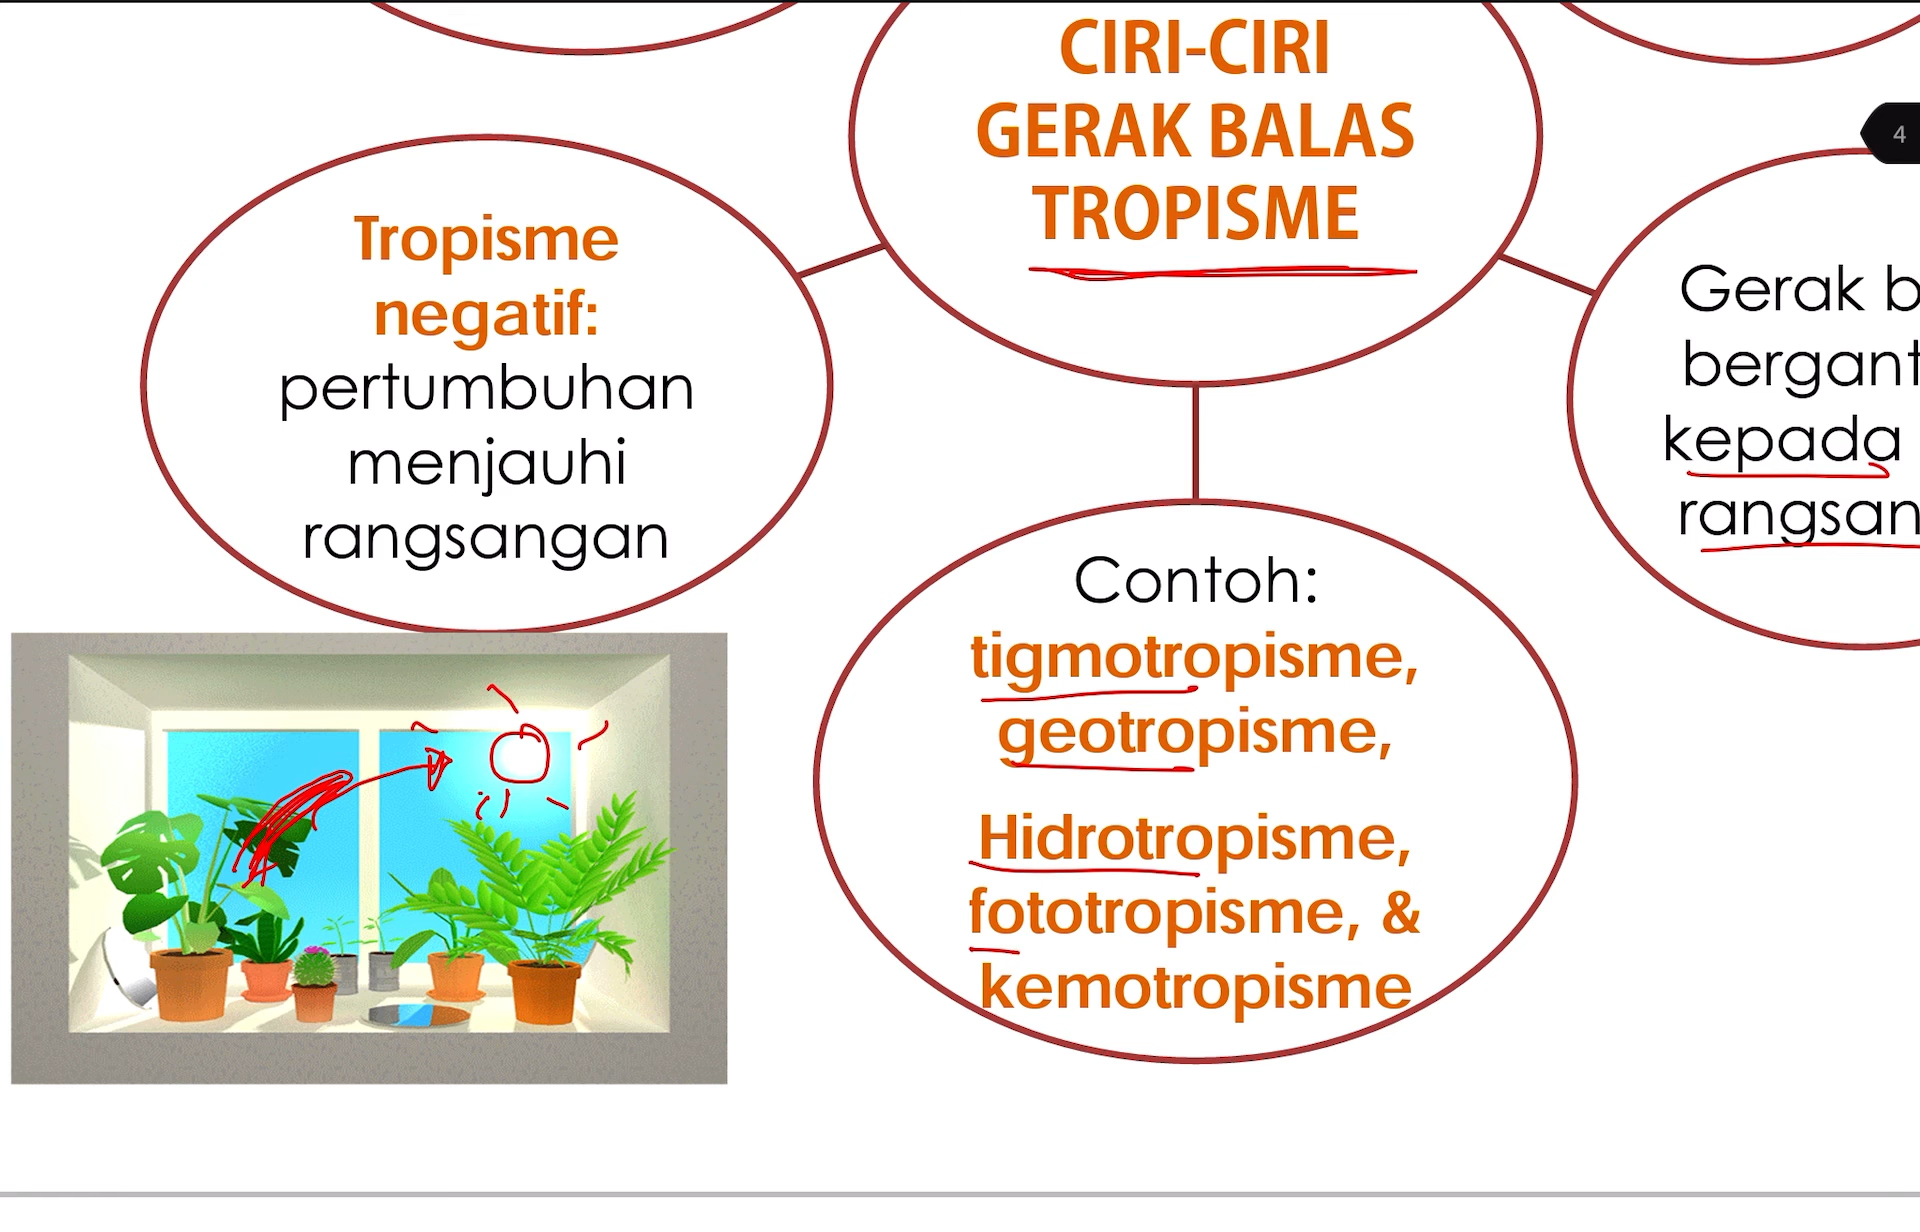 CIRI-CIRI
GERAK BALAS
TROPISME
4
Tropisme
negatif:
pertumbuhan
menjauhi
rangsangan
Gerak b
bergant
kepada
rangsan
Contoh:
tigmotropisme,
geotropisme,
Hidrotropisme,
fototropisme, &
kemotropisme